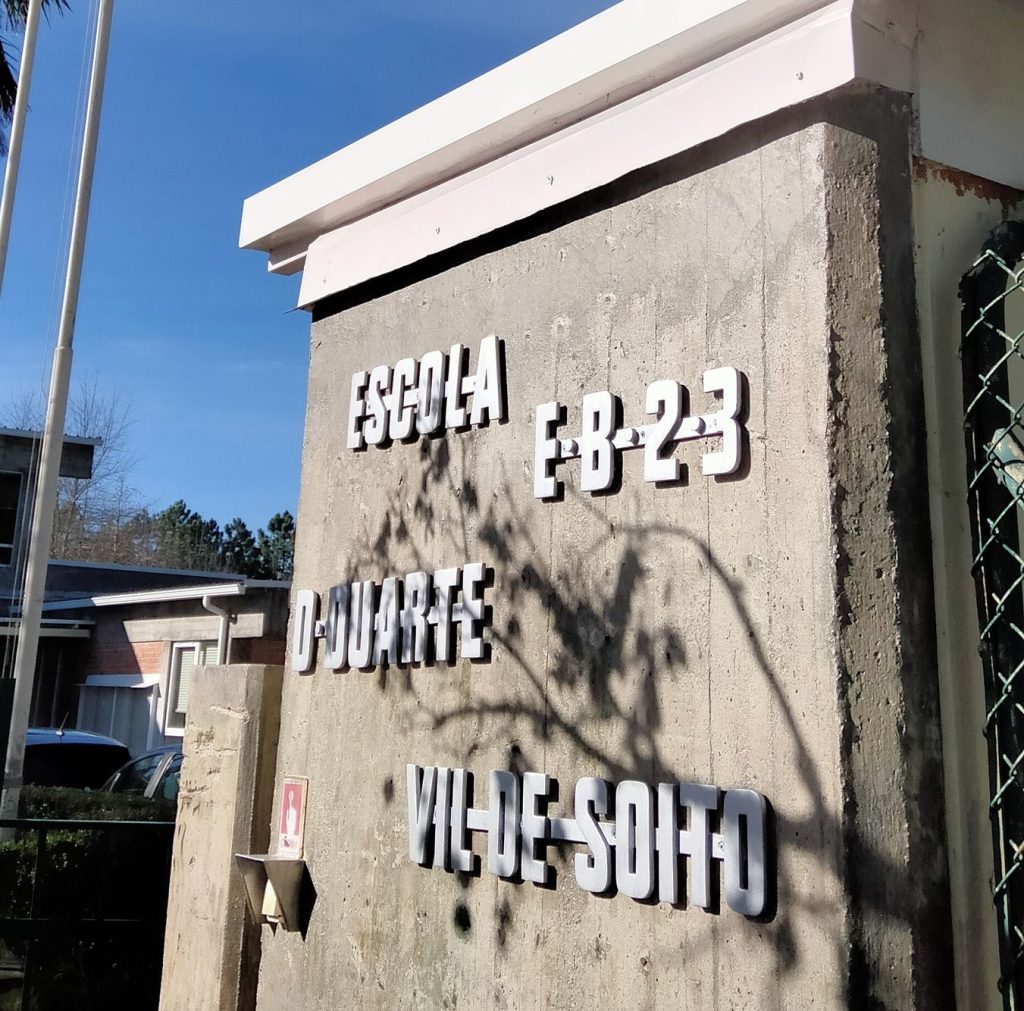 ESCOLA
E-B-2-3
D-DUARTE
VIL-DE-SOITO